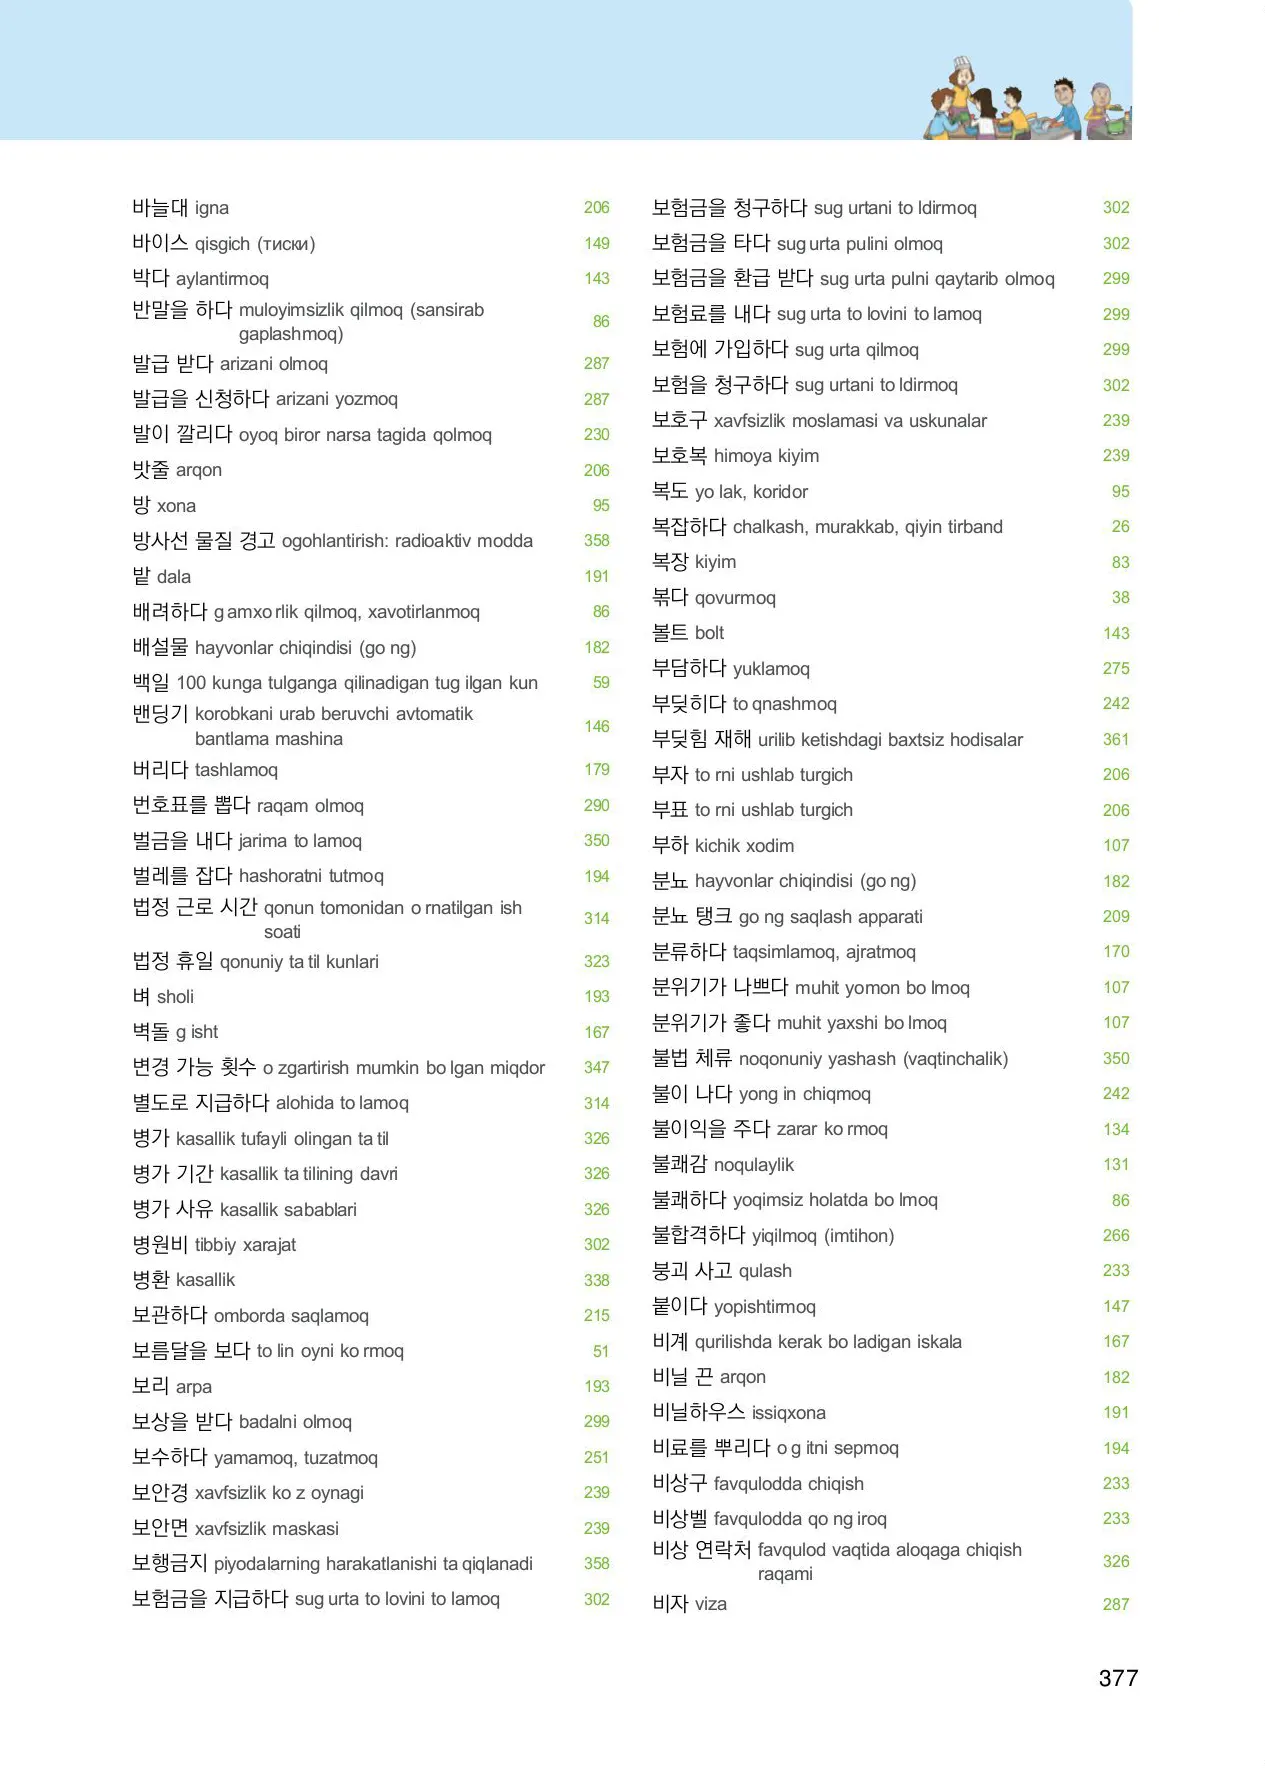 바늘대 igna 206
바이스 qisgich (тиски) 149
박다 aylantirmoq 143
반말을 하다 muloyimsizlik qilmoq (sansirab
gaplashmoq) 86
발급 받다 arizani olmoq 287
발급을 신청하다 arizani yozmoq 287
발이 깔리다 oyoq biror narsa tagida qolmoq 230
밧줄 arqon 206
방 xona 95
방사선 물질 경고 ogohlantirish: radioaktiv modda 358
밭 dala 191
배려하다 g amxo rlik qilmoq, xavotirlanmoq 86
배설물 hayvonlar chiqindisi (go ng) 182
백일 100 kunga tulganga qilinadigan tug ilgan kun 59
밴딩기 korobkani urab beruvchi avtomatik
bantlama mashina 146
버리다 tashlamoq 179
번호표를 뽑다 raqam olmoq 290
벌금을 내다 jarima to lamoq 350
벌레를 잡다 hashoratni tutmoq 194
법정 근로 시간 qonun tomonidan o rnatilgan ish
soati 314
법정 휴일 qonuniy ta til kunlari 323
벼 sholi 193
벽돌 g isht 167
변경 가능 횟수 o zgartirish mumkin bo lgan miqdor 347
별도로 지급하다 alohida to lamoq 314
병가 kasallik tufayli olingan ta til 326
병가 기간 kasallik ta tilining davri 326
병가 사유 kasallik sabablari 326
병원비 tibbiy xarajat 302
병환 kasallik 338
보관하다 omborda saqlamoq 215
보름달을 보다 to lin oyni ko rmoq 51
보리 arpa 193
보상을 받다 badalni olmoq 299
보수하다 yamamoq, tuzatmoq 251
보안경 xavfsizlik ko z oynagi 239
보안면 xavfsizlik maskasi 239
보행금지 piyodalarning harakatlanishi ta qiqlanadi 358
보험금을 지급하다 sug urta to lovini to lamoq 302
보험금을 청구하다 sug urtani to ldirmoq 302
보험금을 타다 sug urta pulini olmoq 302
보험금을 환급 받다 sug urta pulni qaytarib olmoq 299
보험료를 내다 sug urta to lovini to lamoq 299
보험에 가입하다 sug urta qilmoq 299
보험을 청구하다 sug urtani to ldirmoq 302
보호구 xavfsizlik moslamasi va uskunalar 239
보호복 himoya kiyim 239
복도 yo lak, koridor 95
복잡하다 chalkash, murakkab, qiyin tirband 26
복장 kiyim 83
볶다 qovurmoq 38
볼트 bolt 143
부담하다 yuklamoq 275
부딪히다 to qnashmoq 242
부딪힘 재해 urilib ketishdagi baxtsiz hodisalar 361
부자 to rni ushlab turgich 206
부표 to rni ushlab turgich 206
부하 kichik xodim 107
분뇨 hayvonlar chiqindisi (go ng) 182
분뇨 탱크 go ng saqlash apparati 209
분류하다 taqsimlamoq, ajratmoq 170
분위기가 나쁘다 muhit yomon bo lmoq 107
분위기가 좋다 muhit yaxshi bo lmoq 107
불법 체류 noqonuniy yashash (vaqtinchalik) 350
불이 나다 yong in chiqmoq 242
불이익을 주다 zarar ko rmoq 134
불쾌감 noqulaylik 131
불쾌하다 yoqimsiz holatda bo lmoq 86
불합격하다 yiqilmoq (imtihon) 266
붕괴 사고 qulash 233
붙이다 yopishtirmoq 147
비계 qurilishda kerak bo ladigan iskala 167
비닐 끈 arqon 182
비닐하우스 issiqxona 191
비료를 뿌리다 o g itni sepmoq 194
비상구 favqulodda chiqish 233
비상벨 favqulodda qo ng iroq 233
비상 연락처 favqulod vaqtida aloqaga chiqish
raqami 326
비자 viza 287
377